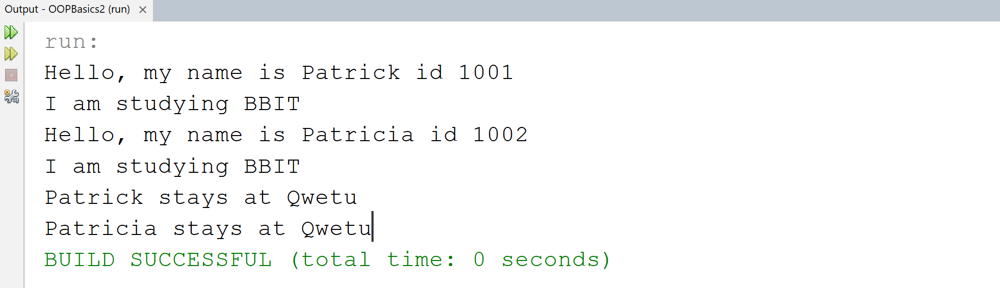 Output - OOPBasics2 (run)
run:
Hello, my name is Patrick id 1001
I am studying BBIT
Hello, my name is Patricia id 1002
I am studying BBIT
Patrick stays at Qwetu
Patricia stays at Qwetu
BUILD SUCCESSFUL (total time: 0 seconds)